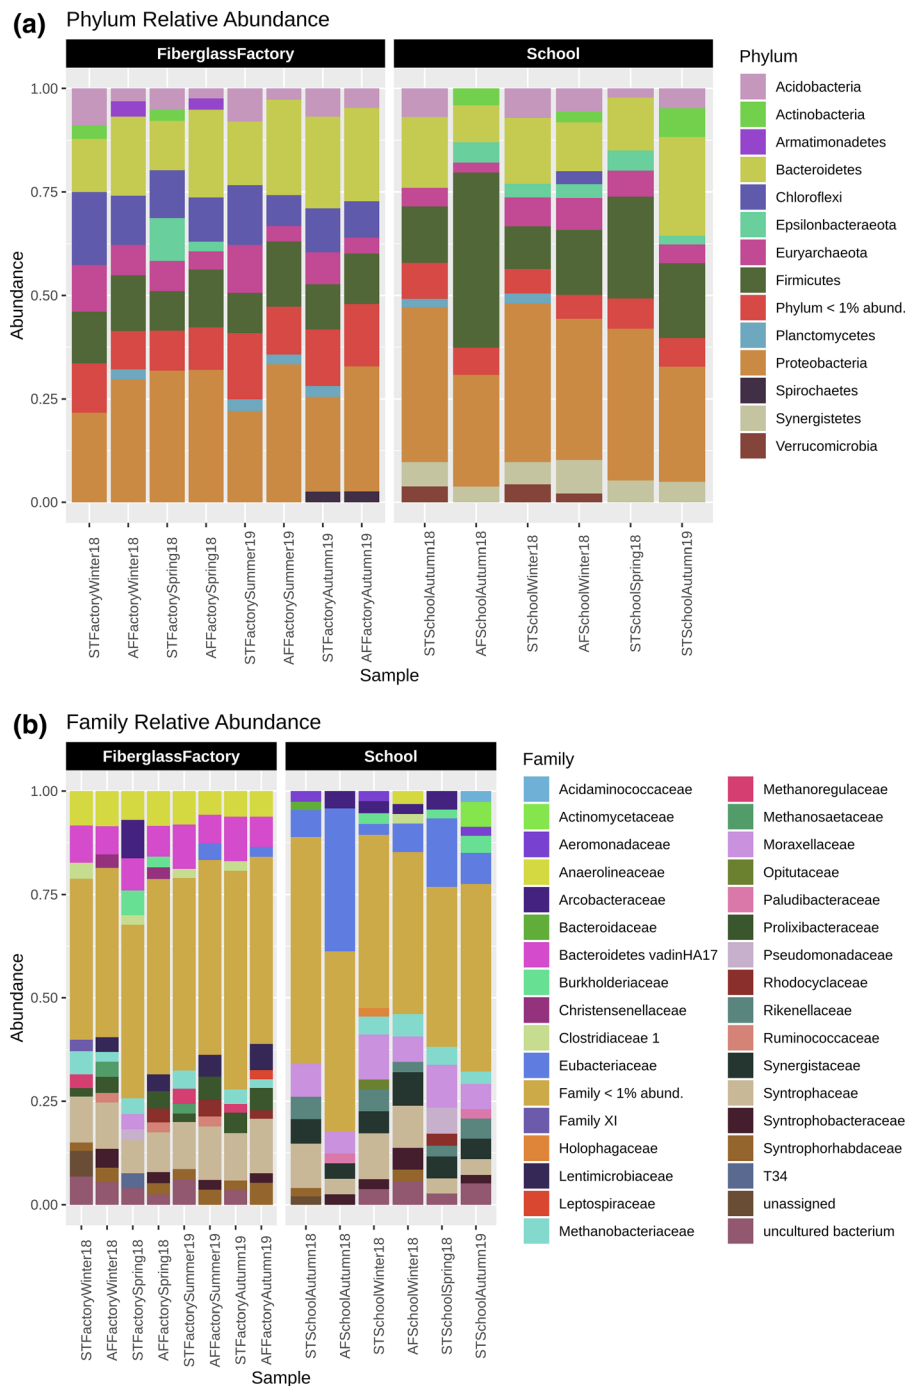 (a) Phylum Relative Abundance
FiberglassFactory School
Abundance
1.00
0.75
0.50
0.25
0.00
STFactoryWinter18
AFFactoryWinter18
STFactorySpring18
AFFactorySpring18
STFactorySummer19
AFFactorySummer19
STFactoryAutumn19
AFFactoryAutumn19
STSchoolAutumn18
AFSchoolAutumn18
STSchoolWinter18
AFSchoolWinter18
STSchoolSpring18
STSchoolAutumn19
Sample
Phylum
Acidobacteria
Actinobacteria
Armatimonadetes
Bacteroidetes
Chloroflexi
Epsilonbacteraeota
Euryarchaeota
Firmicutes
Phylum < 1% abund.
Planctomycetes
Proteobacteria
Spirochaetes
Synergistetes
Verrucomicrobia
(b) Family Relative Abundance
FiberglassFactory School
Abundance
1.00
0.75
0.50
0.25
0.00
STFactoryWinter18
AFFactoryWinter18
STFactorySpring18
AFFactorySpring18
STFactorySummer19
AFFactorySummer19
STFactoryAutumn19
AFFactoryAutumn19
STSchoolAutumn18
AFSchoolAutumn18
STSchoolWinter18
AFSchoolWinter18
STSchoolSpring18
STSchoolAutumn19
Sample
Family
Acidaminococcaceae
Actinomycetaceae
Aeromonadaceae
Anaerolineaceae
Arcobacteraceae
Bacteroidaceae
Bacteroidetes vadinHA17
Burkholderiaceae
Christensenellaceae
Clostridiaceae 1
Eubacteriaceae
Family < 1% abund.
Family XI
Holophagaceae
Lentimicrobiaceae
Leptospiraceae
Methanobacteriaceae
Methanoregulaceae
Methanosaetaceae
Moraxellaceae
Opitutaceae
Paludibacteraceae
Prolixibacteraceae
Pseudomonadaceae
Rhodocyclaceae
Rikenellaceae
Ruminococcaceae
Synergistaceae
Syntrophaceae
Syntrophobacteraceae
Syntrophorhabdaceae
T34
unassigned
uncultured bacterium